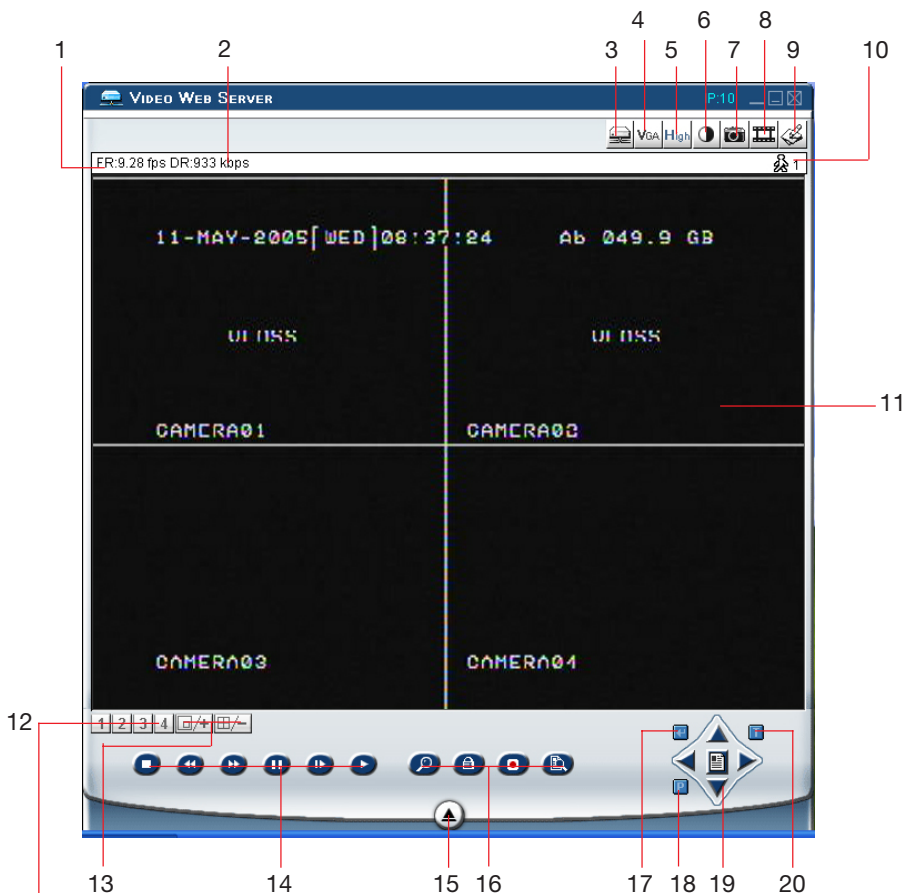 1 2 3 4 5 6 7 8 9 10
VIDEO WEB SERVER P:10
VGA High
FR:9.28 fps DR:933 kbps 1
11-MAY-2005[WED]08:37:24 Ab 049.9 GB
VLOSS VLOSS
11
CAMERA01 CAMERA02
CAMERA03 CAMERA04
12
1 2 3 4 /+ /-
P
13 14 15 16 17 18 19 20